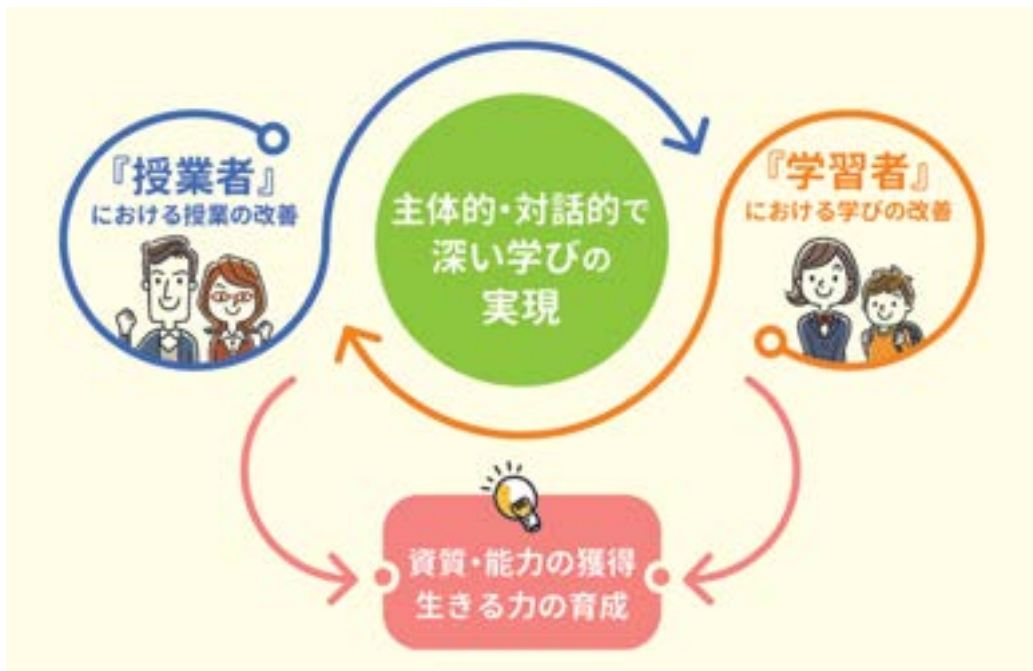 『授業者』
における授業の改善
主体的・対話的で
深い学びの
実現
『学習者』
における学びの改善
資質・能力の獲得
生きる力の育成